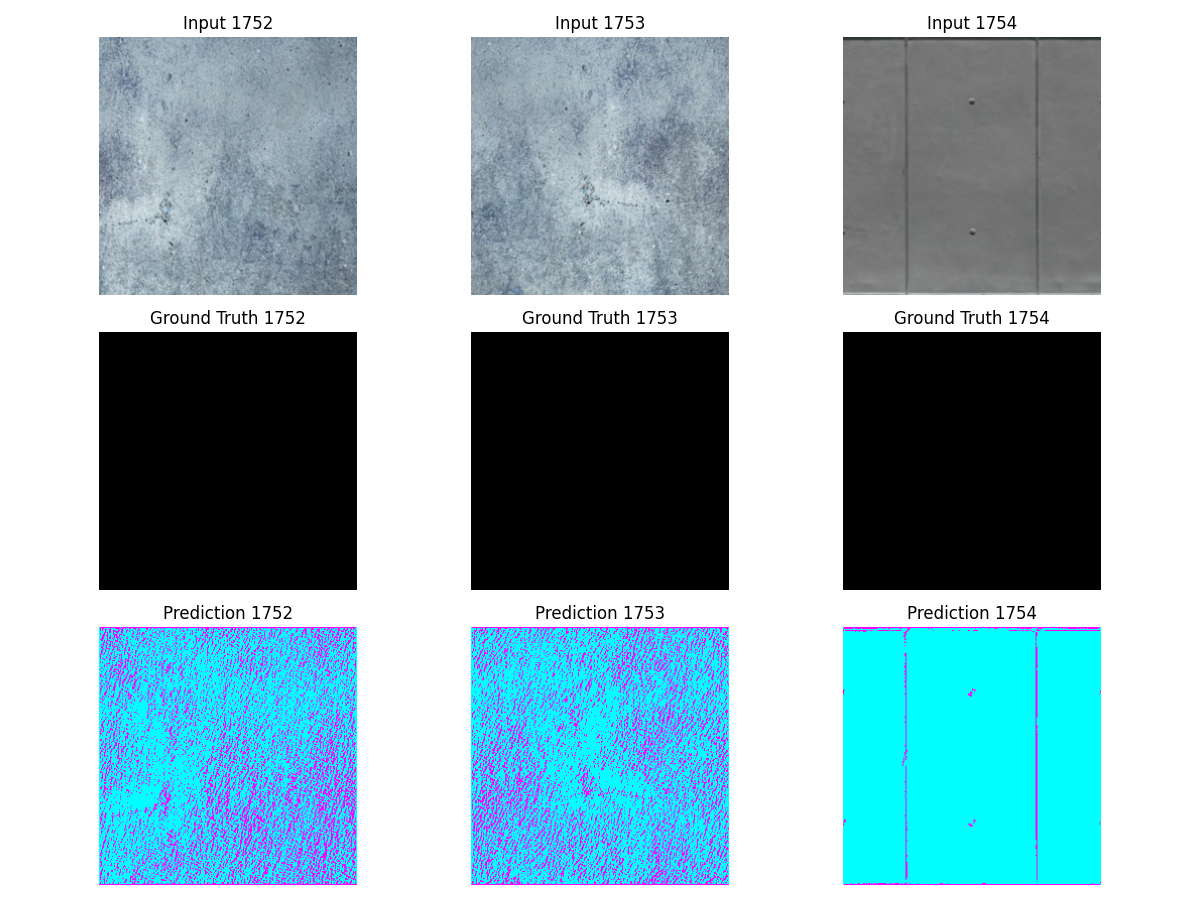 Input 1752
Input 1753
Input 1754
Ground Truth 1752
Ground Truth 1753
Ground Truth 1754
Prediction 1752
Prediction 1753
Prediction 1754